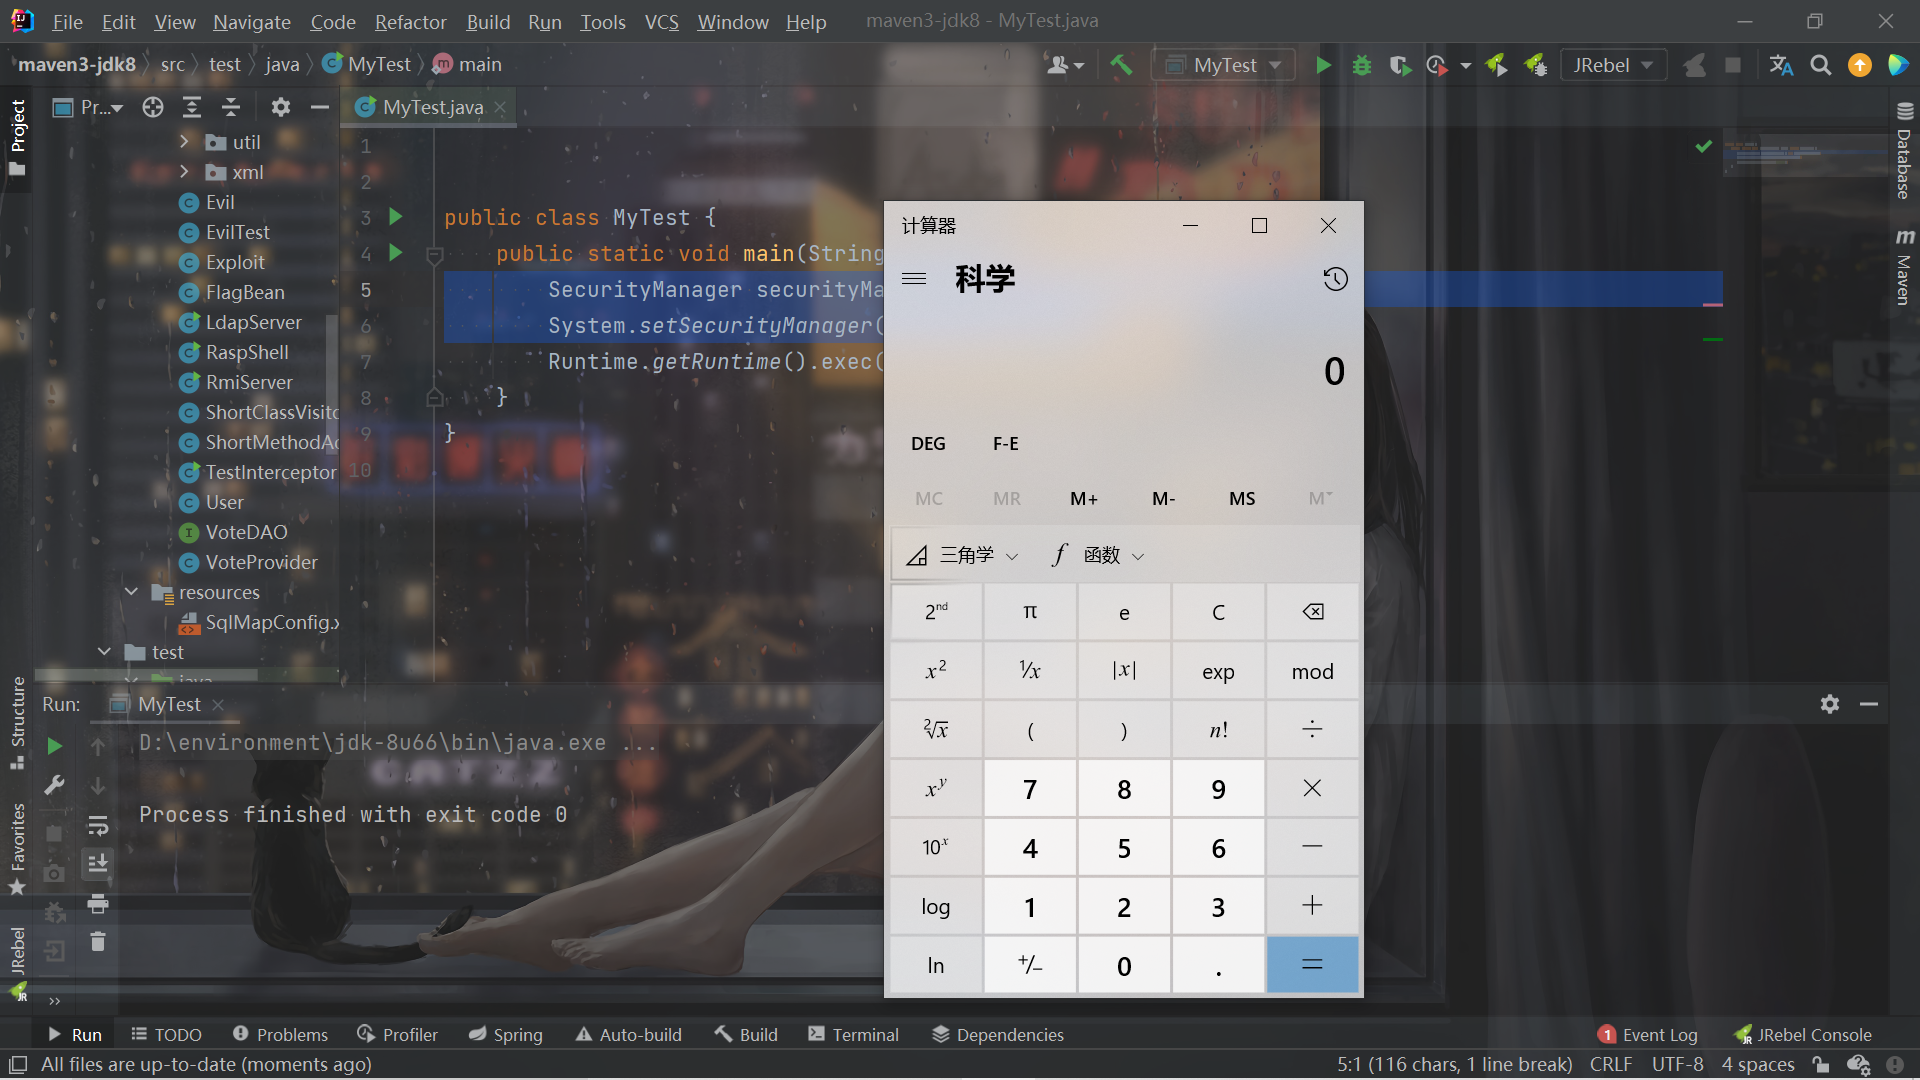 File Edit View Navigate Code Refactor Build Run Tools VCS Window Help maven3-jdk8 - MyTest.java
maven3-jdk8 src test java MyTest main
MyTest
JRebel
Project
Pr...
MyTest.java
util
xml
Evil
EvilTest
Exploit
FlagBean
LdapServer
RaspShell
RmiServer
ShortClassVisito
ShortMethodAd
TestInterceptor
User
VoteDAO
VoteProvider
resources
SqlMapConfig.x
test
java
1
2
3 public class MyTest {
4 public static void main(String
5 SecurityManager securityMa
6 System.setSecurityManager(
7 Runtime.getRuntime().exec(
8 }
9 }
10
Database
Maven
计算器
科学
0
DEG F-E
MC MR M+ M- MS M˅
三角学 函数
2nd π e C
x² ¹/x |x| exp mod
²√x ( ) n! ÷
xʸ 7 8 9 ×
10ˣ 4 5 6 −
log 1 2 3 +
ln +/− 0 . =
Run: MyTest
D:\environment\jdk-8u66\bin\java.exe ...
Process finished with exit code 0
Structure
Favorites
JRebel
Run TODO Problems Profiler Spring Auto-build Build Terminal Dependencies
1 Event Log JRebel Console
All files are up-to-date (moments ago)
5:1 (116 chars, 1 line break) CRLF UTF-8 4 spaces